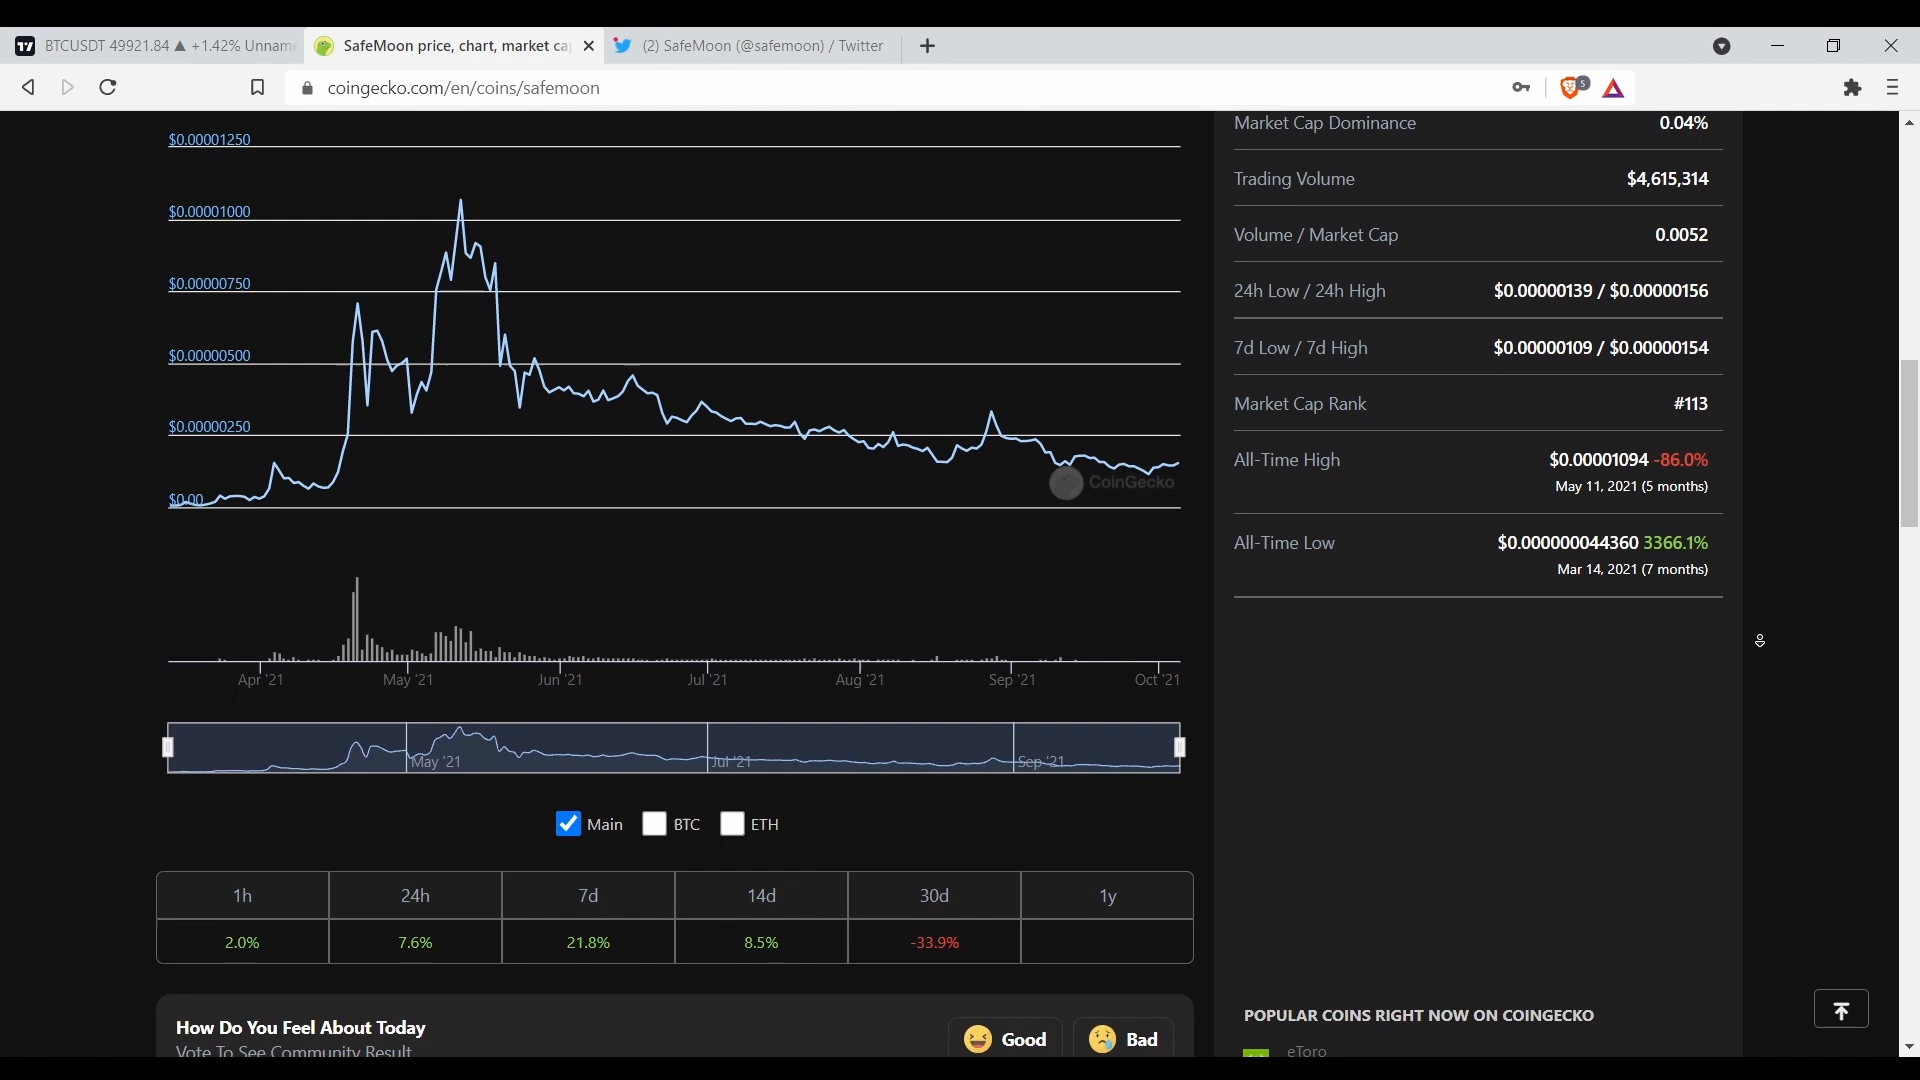 BTCUSDT 49921.84 ▲ +1.42% Unname
SafeMoon price, chart, market ca
(2) SafeMoon (@safemoon) / Twitter
coingecko.com/en/coins/safemoon
5
$0.00001250
$0.00001000
$0.00000750
$0.00000500
$0.00000250
$0.00
CoinGecko
Apr '21 May '21 Jun '21 Jul '21 Aug '21 Sep '21 Oct '21
May '21 Jul '21 Sep '21
Main BTC ETH
1h 24h 7d 14d 30d 1y
2.0% 7.6% 21.8% 8.5% -33.9%
How Do You Feel About Today
Vote To See Community Result
Good Bad
Market Cap Dominance 0.04%
Trading Volume $4,615,314
Volume / Market Cap 0.0052
24h Low / 24h High $0.00000139 / $0.00000156
7d Low / 7d High $0.00000109 / $0.00000154
Market Cap Rank #113
All-Time High $0.00001094 -86.0%
May 11, 2021 (5 months)
All-Time Low $0.000000044360 3366.1%
Mar 14, 2021 (7 months)
POPULAR COINS RIGHT NOW ON COINGECKO
eToro